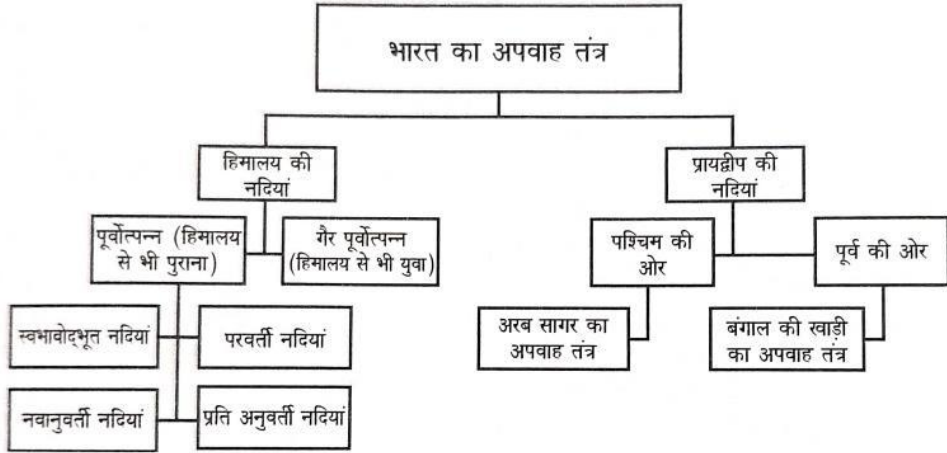 भारत का अपवाह तंत्र
हिमालय की
नदियां
प्रायद्वीप की
नदियां
पूर्वोत्पन्न (हिमालय
से भी पुराना)
गैर पूर्वोत्पन्न
(हिमालय से भी युवा)
पश्चिम की
ओर
पूर्व की ओर
स्वभावोद्भूत नदियां
परवर्ती नदियां
अरब सागर का
अपवाह तंत्र
बंगाल की खाड़ी
का अपवाह तंत्र
नवानुवर्ती नदियां
प्रति अनुवर्ती नदियां